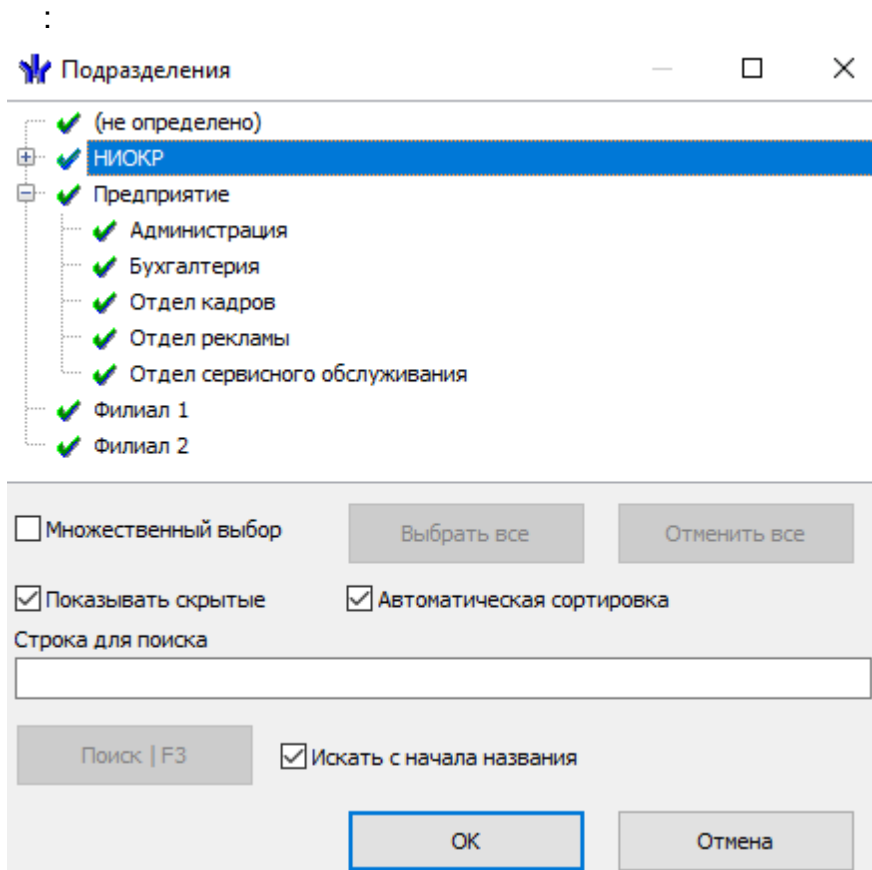 :
Подразделения
(не определено)
НИОКР
Предприятие
Администрация
Бухгалтерия
Отдел кадров
Отдел рекламы
Отдел сервисного обслуживания
Филиал 1
Филиал 2
Множественный выбор Выбрать все Отменить все
Показывать скрытые Автоматическая сортировка
Строка для поиска
Поиск | F3 Искать с начала названия
ОК Отмена